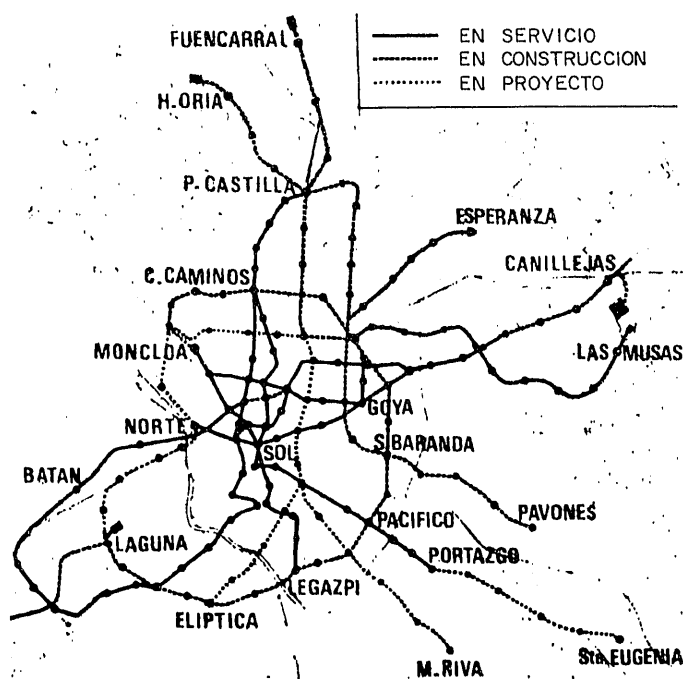 FUENCARRAL
EN SERVICIO
EN CONSTRUCCION
EN PROYECTO
H.ORIA
P. CASTILLA
ESPERANZA
CANILLEJAS
C. CAMINOS
MONCLOA
LAS MUSAS
GOYA
NORTE
SOL
S.BARANDA
BATAN
PAVONES
PACIFICO
LAGUNA
PORTAZGO
LEGAZPI
ELIPTICA
M. RIVA
Sta. EUGENIA